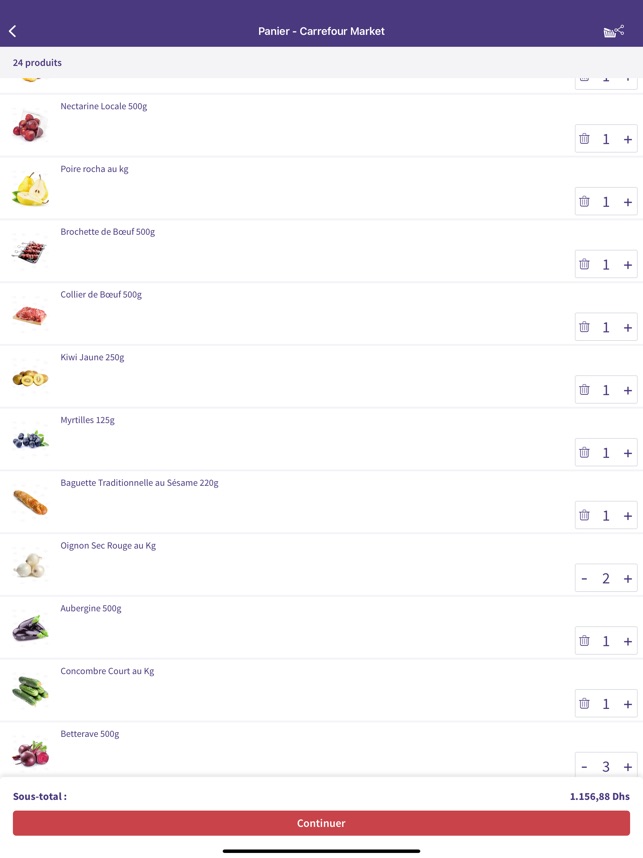 Panier - Carrefour Market
24 produits
1
Nectarine Locale 500g
1 +
Poire rocha au kg
1 +
Brochette de Bœuf 500g
1 +
Collier de Bœuf 500g
1 +
Kiwi Jaune 250g
1 +
Myrtilles 125g
1 +
Baguette Traditionnelle au Sésame 220g
1 +
Oignon Sec Rouge au Kg
- 2 +
Aubergine 500g
1 +
Concombre Court au Kg
1 +
Betterave 500g
- 3 +
Sous-total : 1.156,88 Dhs
Continuer